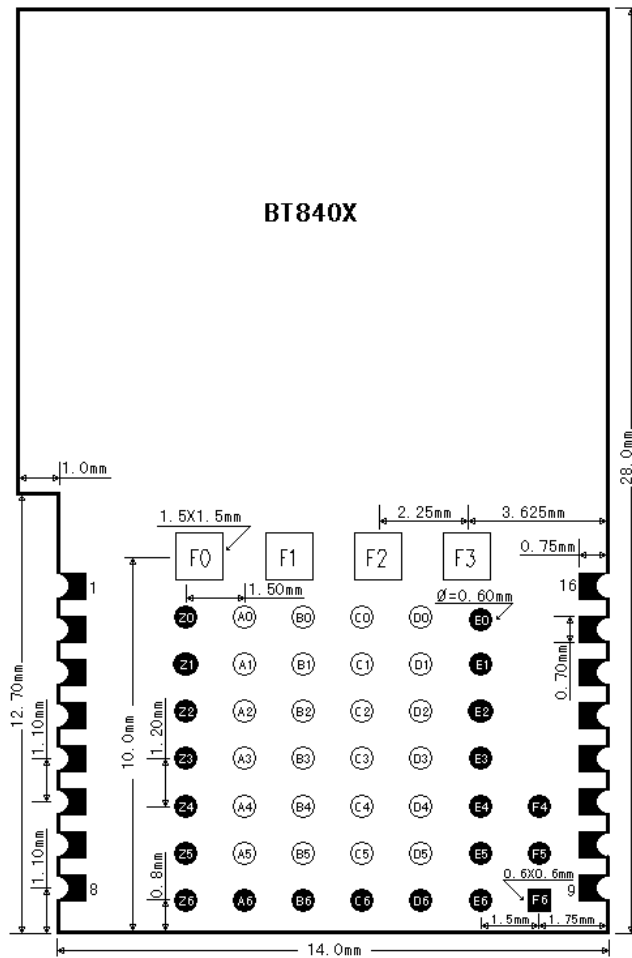 BT840X
28.0mm
1.0mm
1.5X1.5mm
2.25mm
3.625mm
F0 F1 F2 F3
0.75mm
1
1.50mm
Ø=0.60mm
16
Z0 A0 B0 C0 D0 E0
Z1 A1 B1 C1 D1 E1
0.70mm
12.70mm
10.0mm
1.20mm
Z2 A2 B2 C2 D2 E2
1.10mm
Z3 A3 B3 C3 D3 E3
Z4 A4 B4 C4 D4 E4 F4
1.10mm
Z5 A5 B5 C5 D5 E5 F5
0.8mm
0.6X0.6mm
8
9
Z6 A6 B6 C6 D6 E6 F6
1.5mm
1.75mm
14.0mm